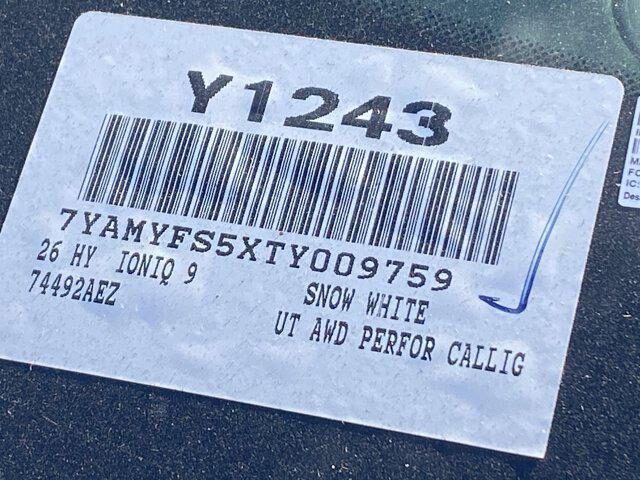 Y1243
7YAMYFS5XTY009759
26 HY IONIQ 9
SNOW WHITE
74492AEZ
UT AWD PERFOR CALLIG